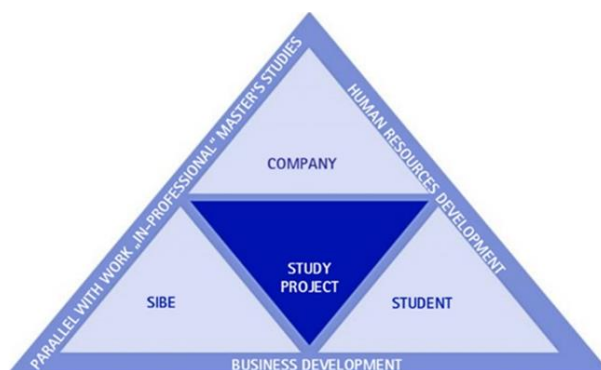 PARALLEL WITH WORK „IN-PROFESSIONAL“ MASTER'S STUDIES
HUMAN RESOURCES DEVELOPMENT
COMPANY
STUDY
PROJECT
SIBE
STUDENT
BUSINESS DEVELOPMENT